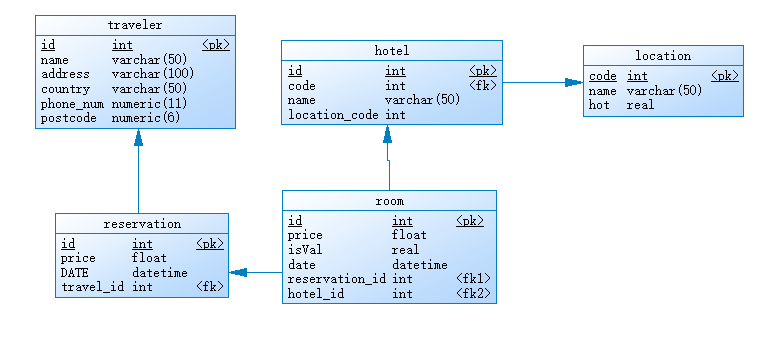 traveler
id int <pk>
name varchar(50)
address varchar(100)
country varchar(50)
phone_num numeric(11)
postcode numeric(6)
hotel
id int <pk>
code int <fk>
name varchar(50)
location_code int
location
code int <pk>
name varchar(50)
hot real
reservation
id int <pk>
price float
DATE datetime
travel_id int <fk>
room
id int <pk>
price float
isVal real
date datetime
reservation_id int <fk1>
hotel_id int <fk2>